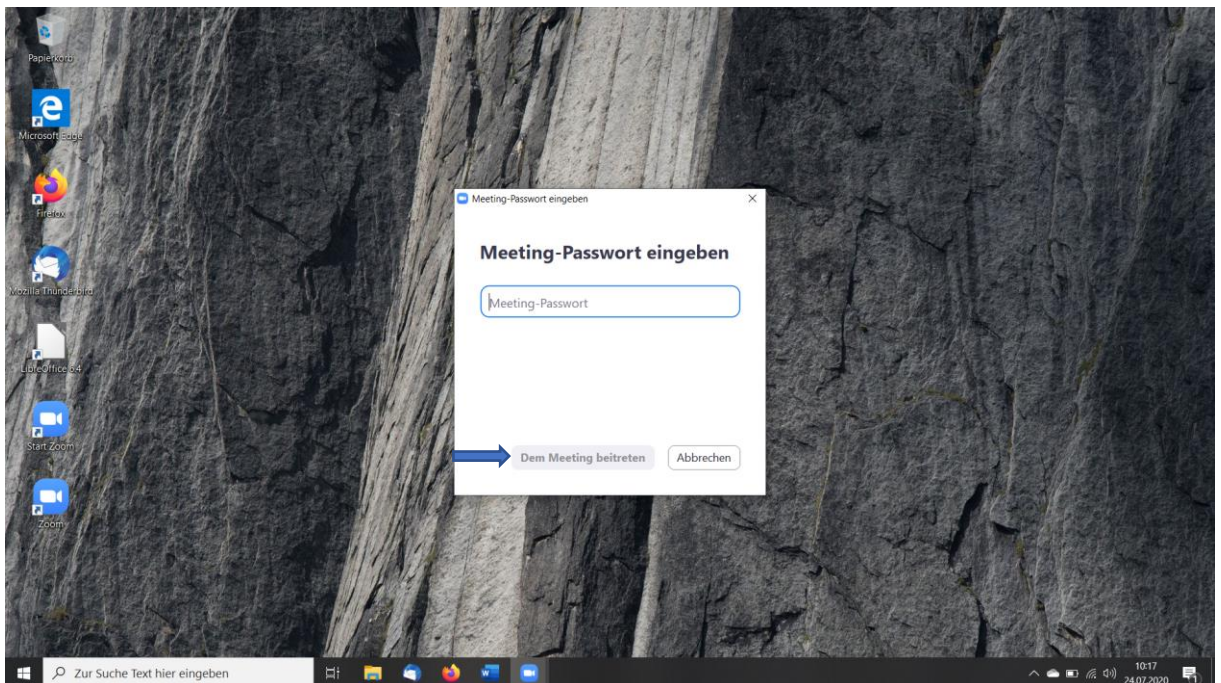 Papierkorb
Microsoft Edge
Firefox
Mozilla Thunderbird
LibreOffice 6.4
Start Zoom
Zoom
Meeting-Passwort eingeben
Meeting-Passwort eingeben
Meeting-Passwort
Dem Meeting beitreten
Abbrechen
Zur Suche Text hier eingeben
10:17
24.07.2020